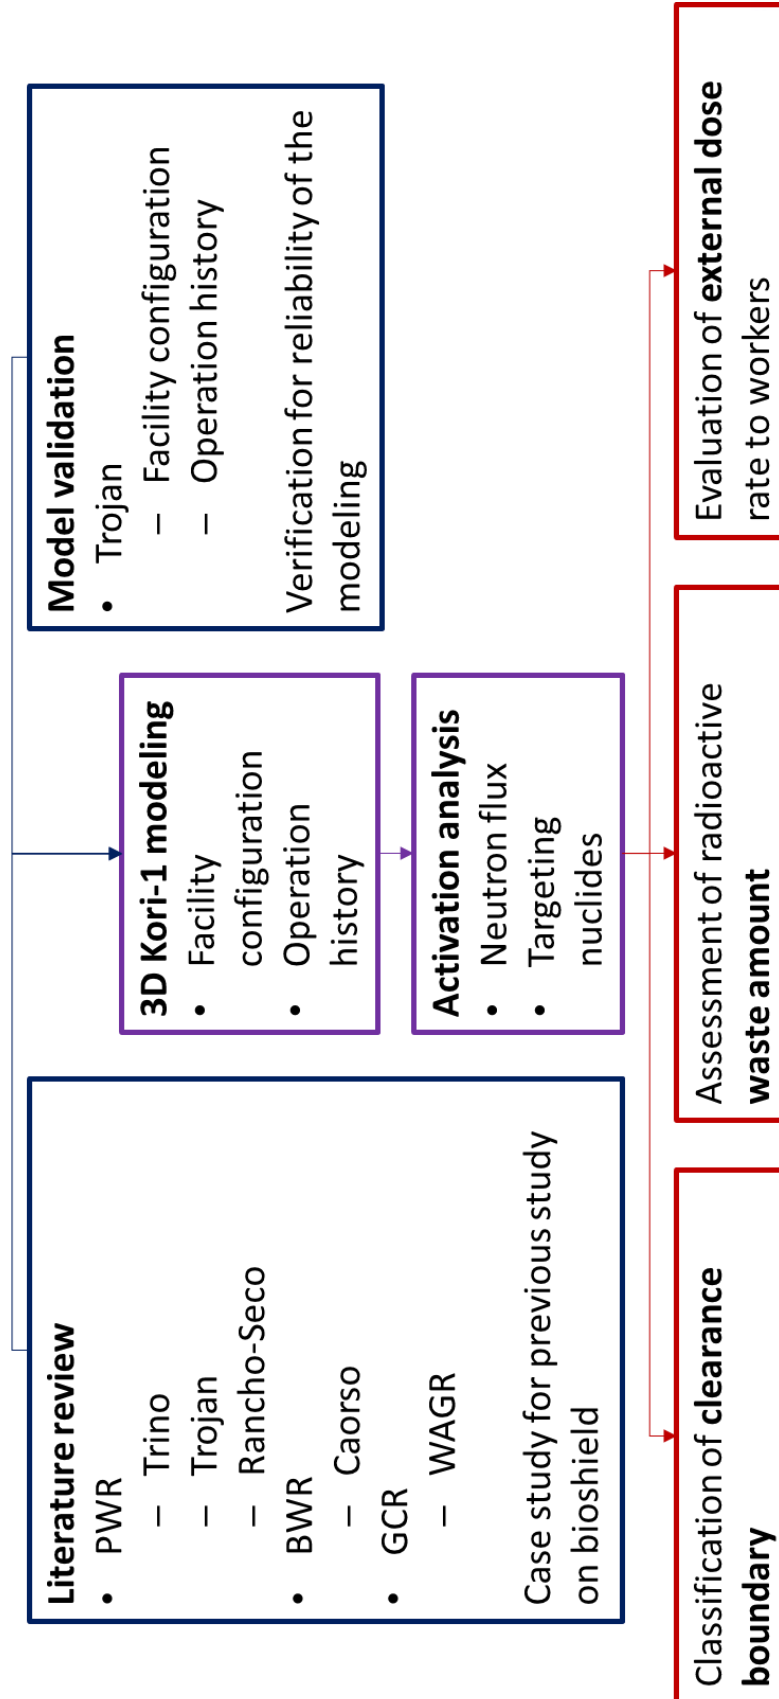 Literature review
• PWR
– Trino
– Trojan
– Rancho-Seco
• BWR
– Caorso
• GCR
– WAGR
Case study for previous study
on bioshield
3D Kori-1 modeling
• Facility
configuration
• Operation
history
Activation analysis
• Neutron flux
• Targeting
nuclides
Model validation
• Trojan
– Facility configuration
– Operation history
Verification for reliability of the
modeling
Classification of clearance
boundary
Assessment of radioactive
waste amount
Evaluation of external dose
rate to workers